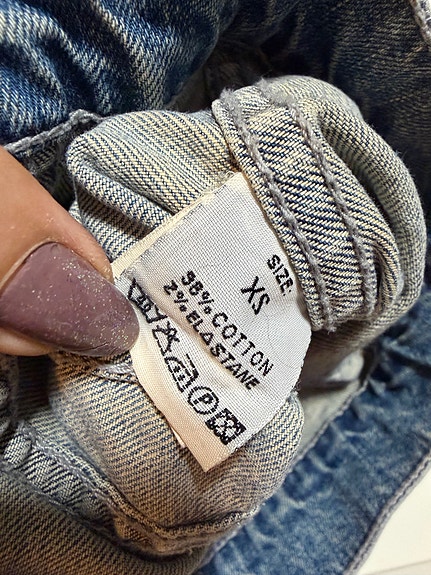 SIZE:
XS
98% COTTON
2% ELASTANE
P